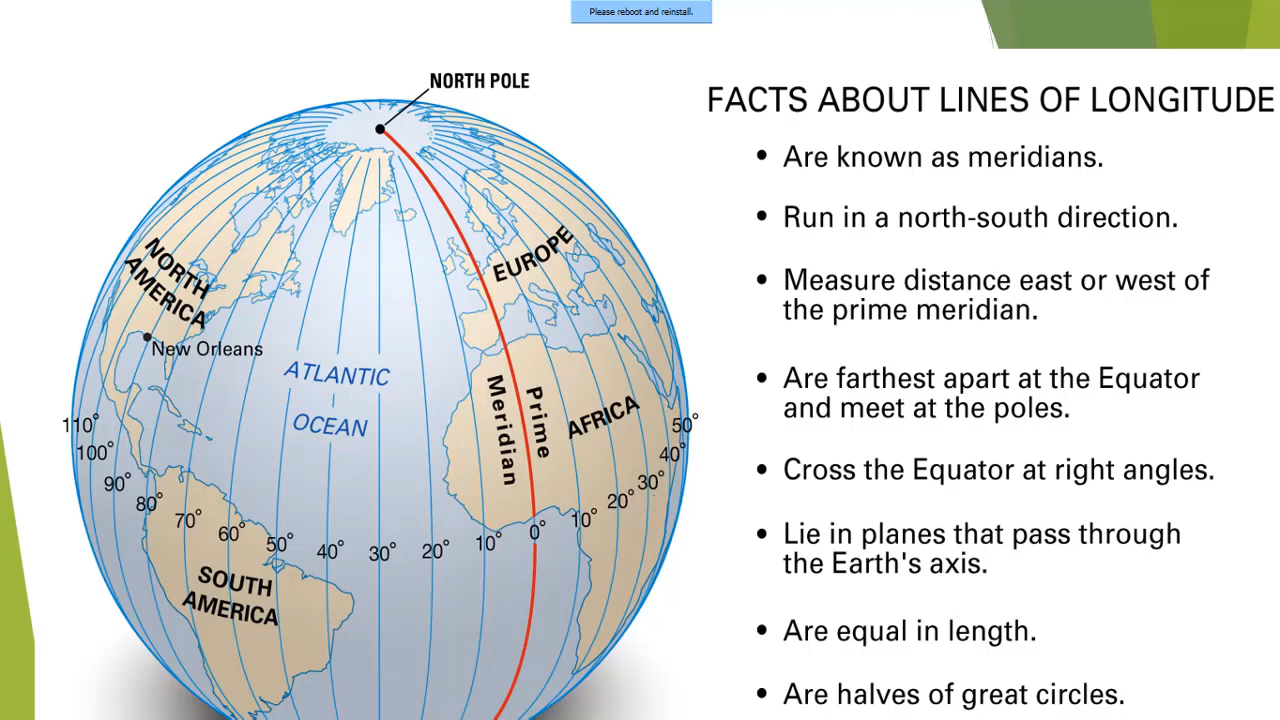 Please reboot and reinstall.
NORTH POLE
FACTS ABOUT LINES OF LONGITUDE
• Are known as meridians.
• Run in a north-south direction.
• Measure distance east or west of
the prime meridian.
• Are farthest apart at the Equator
and meet at the poles.
• Cross the Equator at right angles.
• Lie in planes that pass through
the Earth's axis.
• Are equal in length.
• Are halves of great circles.
NORTH
AMERICA
EUROPE
New Orleans
ATLANTIC
OCEAN
Prime
Meridian
AFRICA
110°
100°
90°
80°
70°
60°
50°
40°
30°
20°
10°
0°
10°
20°
30°
40°
50°
SOUTH
AMERICA